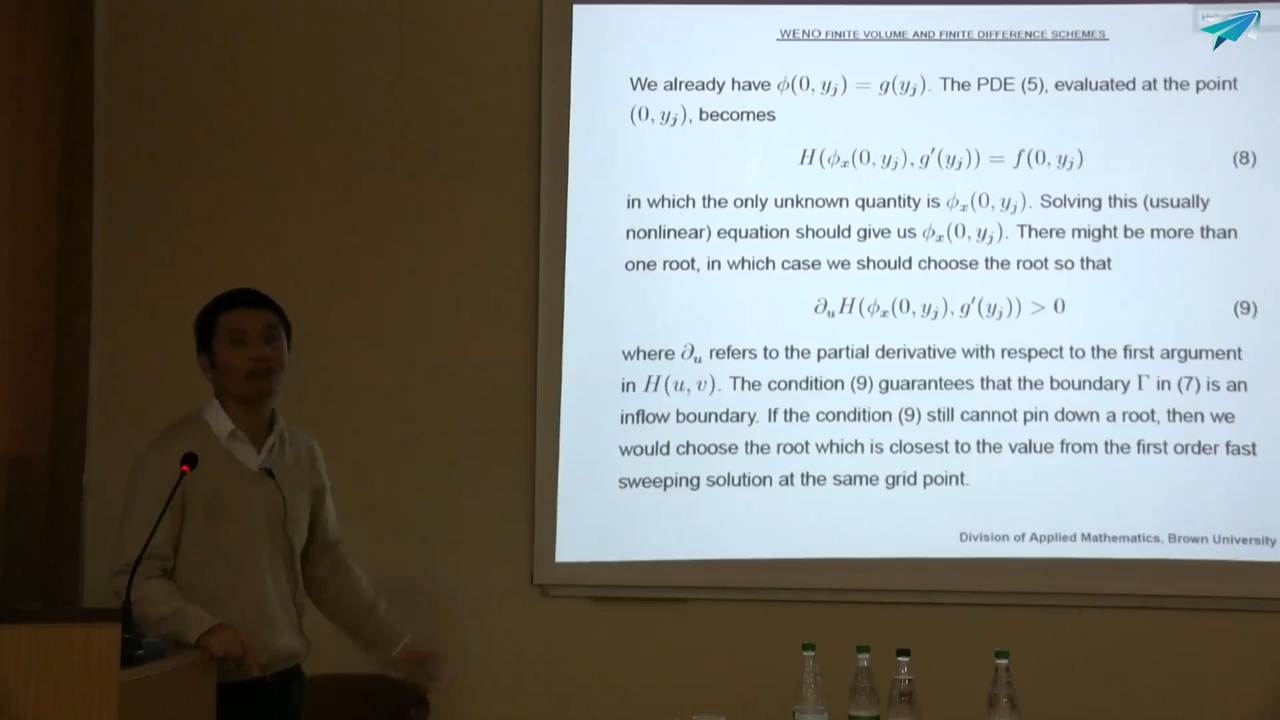 WENO FINITE VOLUME AND FINITE DIFFERENCE SCHEMES
We already have ϕ(0, y_j) = g(y_j). The PDE (5), evaluated at the point
(0, y_j), becomes
H(ϕ_x(0, y_j), g′(y_j)) = f(0, y_j) (8)
in which the only unknown quantity is ϕ_x(0, y_j). Solving this (usually
nonlinear) equation should give us ϕ_x(0, y_j). There might be more than
one root, in which case we should choose the root so that
∂_u H(ϕ_x(0, y_j), g′(y_j)) > 0 (9)
where ∂_u refers to the partial derivative with respect to the first argument
in H(u, v). The condition (9) guarantees that the boundary Γ in (7) is an
inflow boundary. If the condition (9) still cannot pin down a root, then we
would choose the root which is closest to the value from the first order fast
sweeping solution at the same grid point.
Division of Applied Mathematics, Brown University